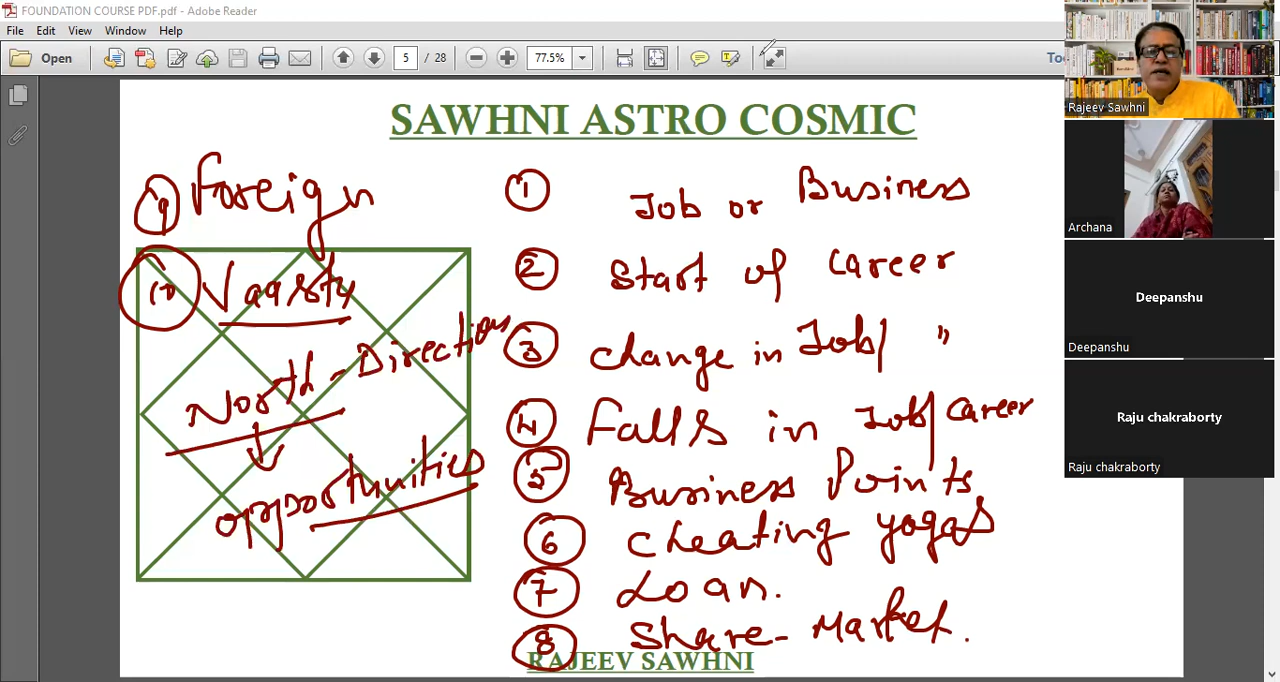 FOUNDATION COURSE PDF.pdf - Adobe Reader
File Edit View Window Help
Open 5 / 28 77.5% Too
SAWHNI ASTRO COSMIC
9 Foreign
10 Vaastu
North - Direction
opportunities
1 Job or Business
2 Start of Career
3 Change in Job/ "
4 Falls in Job/Career
5 Business Points
6 Cheating yogas
7 Loan.
8 Share - Market.
RAJEEV SAWHNI
Rajeev Sawhni
Archana
Deepanshu
Deepanshu
Raju chakraborty
Raju chakraborty